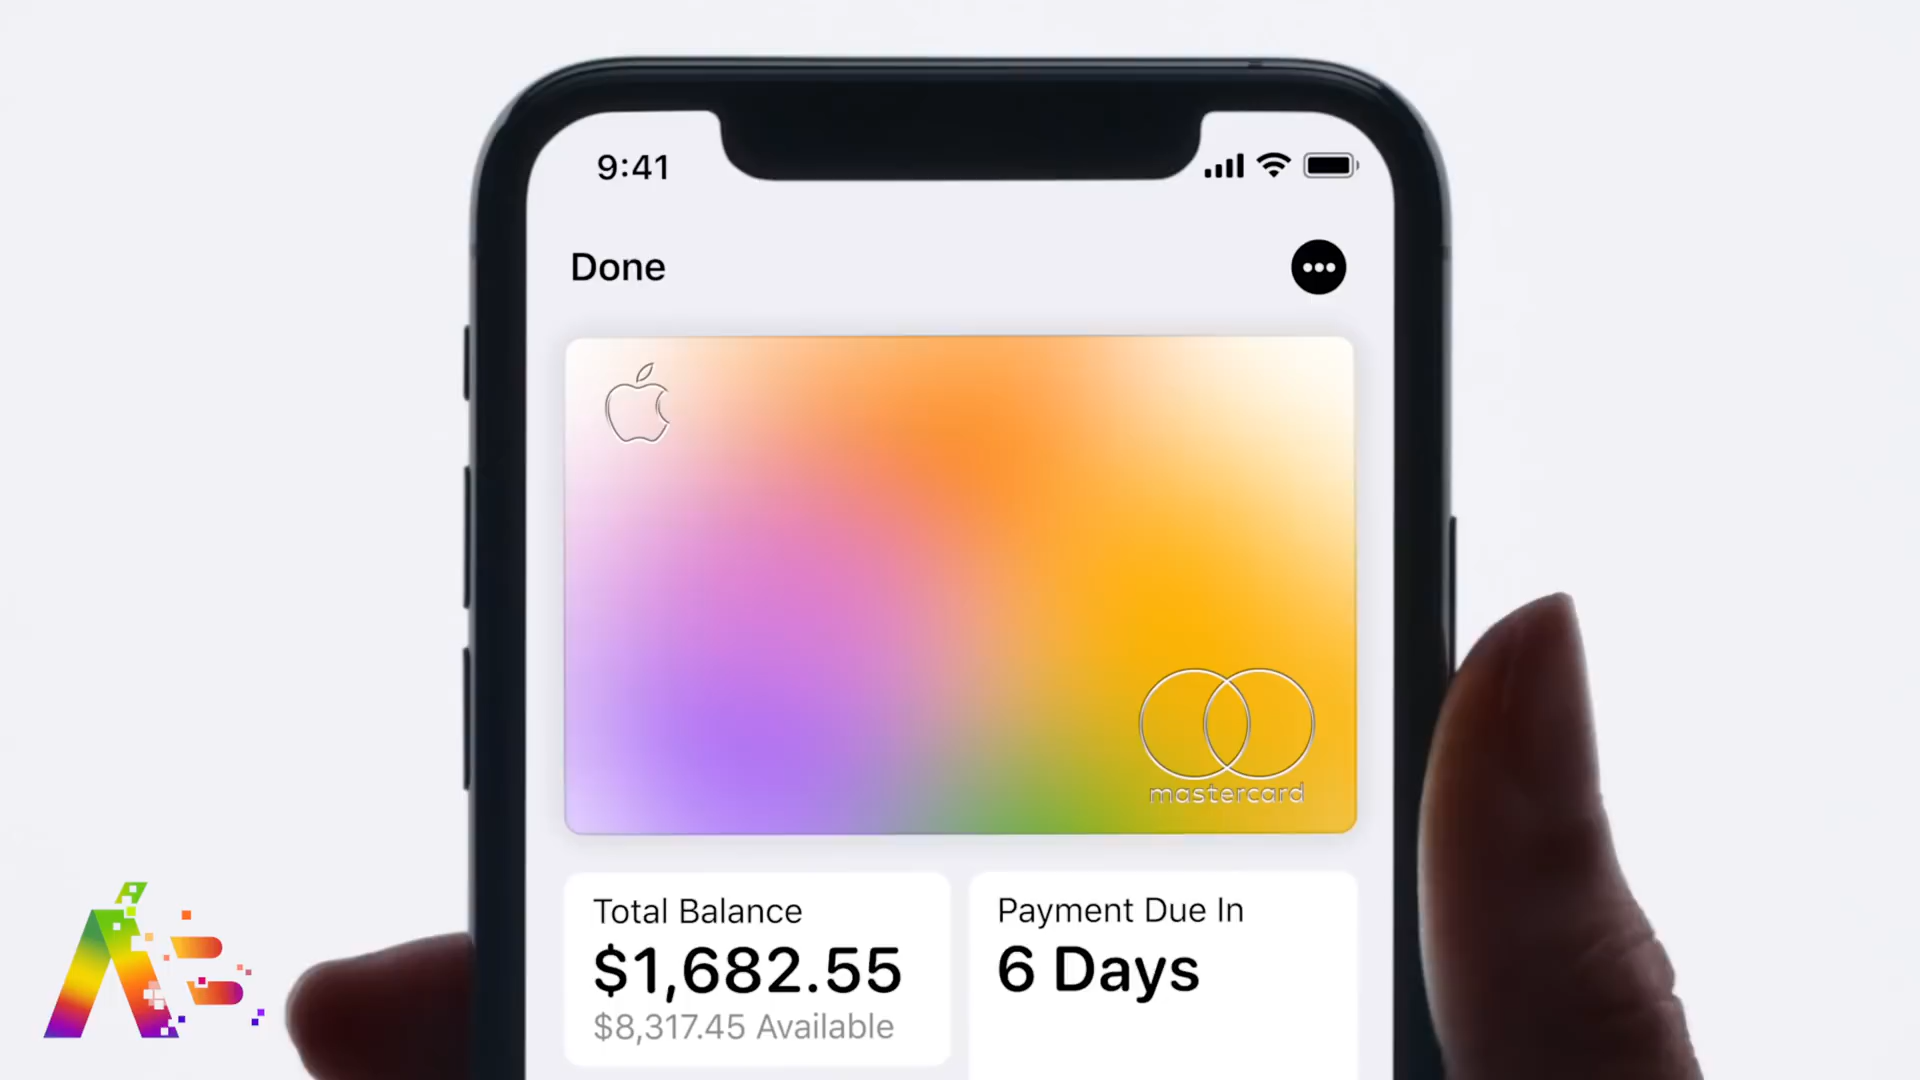 9:41
Done
mastercard
Total Balance
$1,682.55
$8,317.45 Available
Payment Due In
6 Days